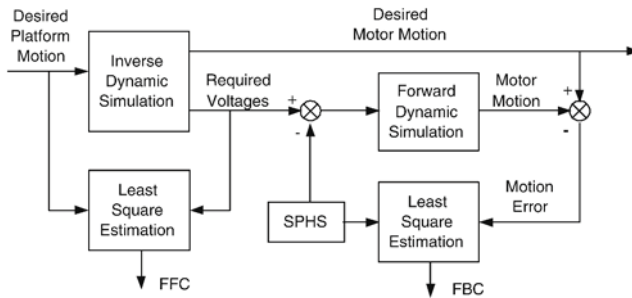 Desired
Platform
Motion
Inverse
Dynamic
Simulation
Desired
Motor Motion
Required
Voltages
+
-
Forward
Dynamic
Simulation
Motor
Motion
+
-
Least
Square
Estimation
SPHS
Least
Square
Estimation
Motion
Error
FFC
FBC